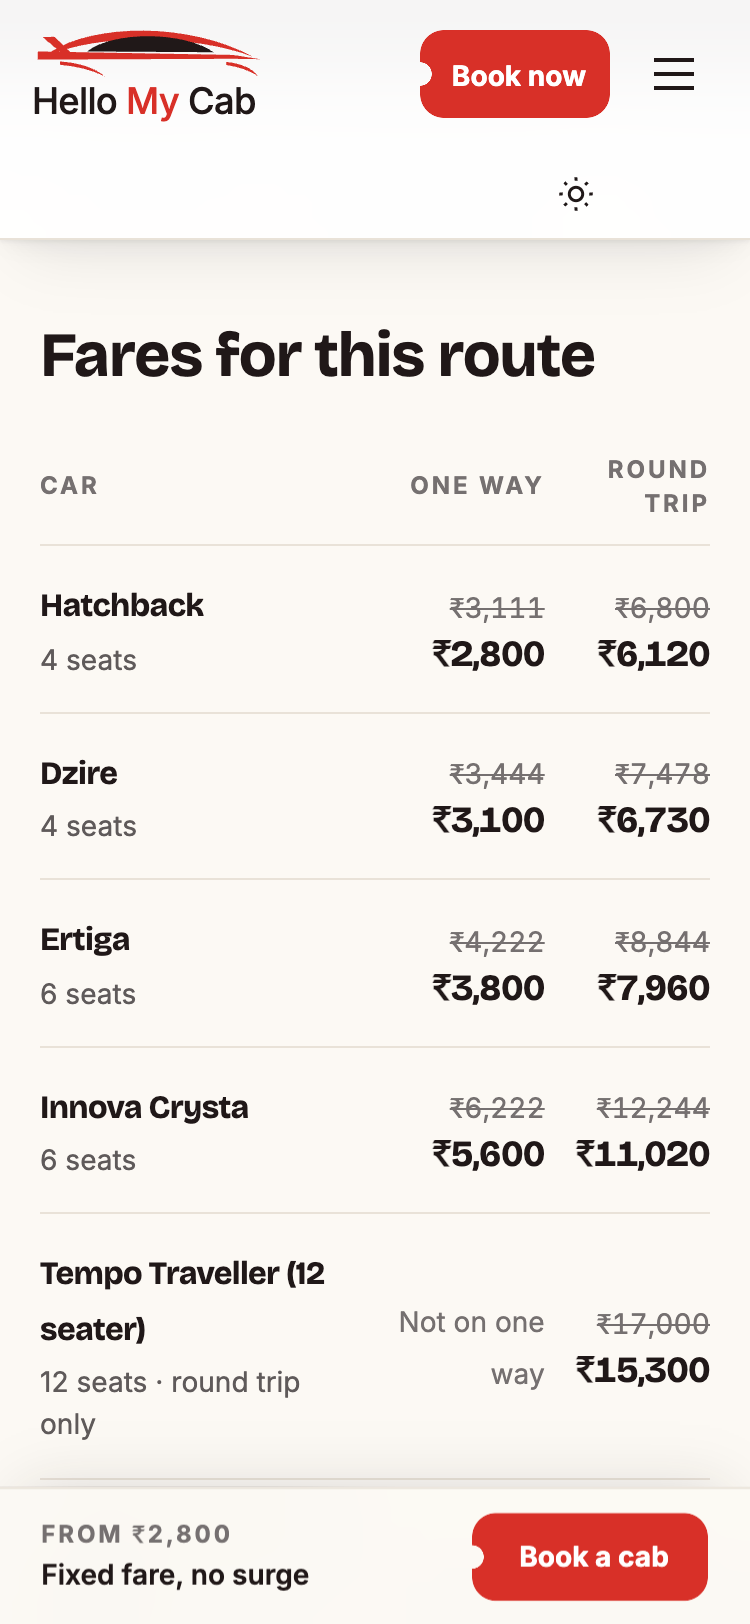 Hello My Cab
Book now
Fares for this route
CAR ONE WAY ROUND TRIP
Hatchback
4 seats
₹3,111 ₹6,800
₹2,800 ₹6,120
Dzire
4 seats
₹3,444 ₹7,478
₹3,100 ₹6,730
Ertiga
6 seats
₹4,222 ₹8,844
₹3,800 ₹7,960
Innova Crysta
6 seats
₹6,222 ₹12,244
₹5,600 ₹11,020
Tempo Traveller (12
seater)
12 seats · round trip
only
Not on one
way
₹17,000
₹15,300
FROM ₹2,800
Fixed fare, no surge
Book a cab